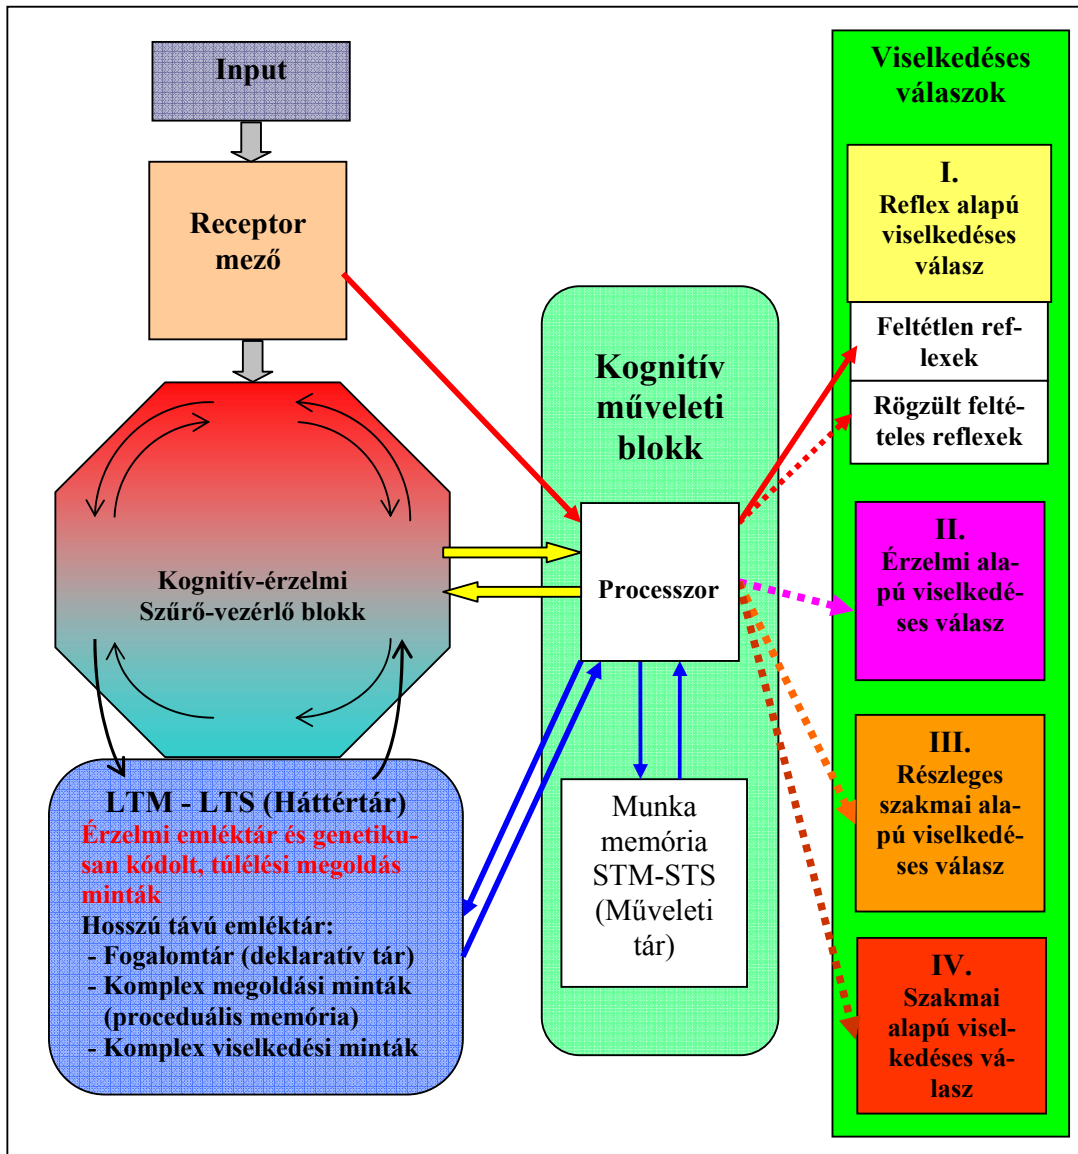 Input
Receptor
mező
Kognitív-érzelmi
Szűrő-vezérlő blokk
LTM - LTS (Háttértár)
Érzelmi emléktár és genetiku-
san kódolt, túlélési megoldás
minták
Hosszú távú emléktár:
- Fogalomtár (deklaratív tár)
- Komplex megoldási minták
(proceduális memória)
- Komplex viselkedési minták
Kognitív
műveleti
blokk
Processzor
Munka
memória
STM-STS
(Műveleti
tár)
Viselkedéses
válaszok
I.
Reflex alapú
viselkedéses
válasz
Feltétlen ref-
lexek
Rögzült felté-
teles reflexek
II.
Érzelmi ala-
pú viselkedé-
ses válasz
III.
Részleges
szakmai ala-
pú viselkedé-
ses válasz
IV.
Szakmai
alapú visel-
kedéses vá-
lasz